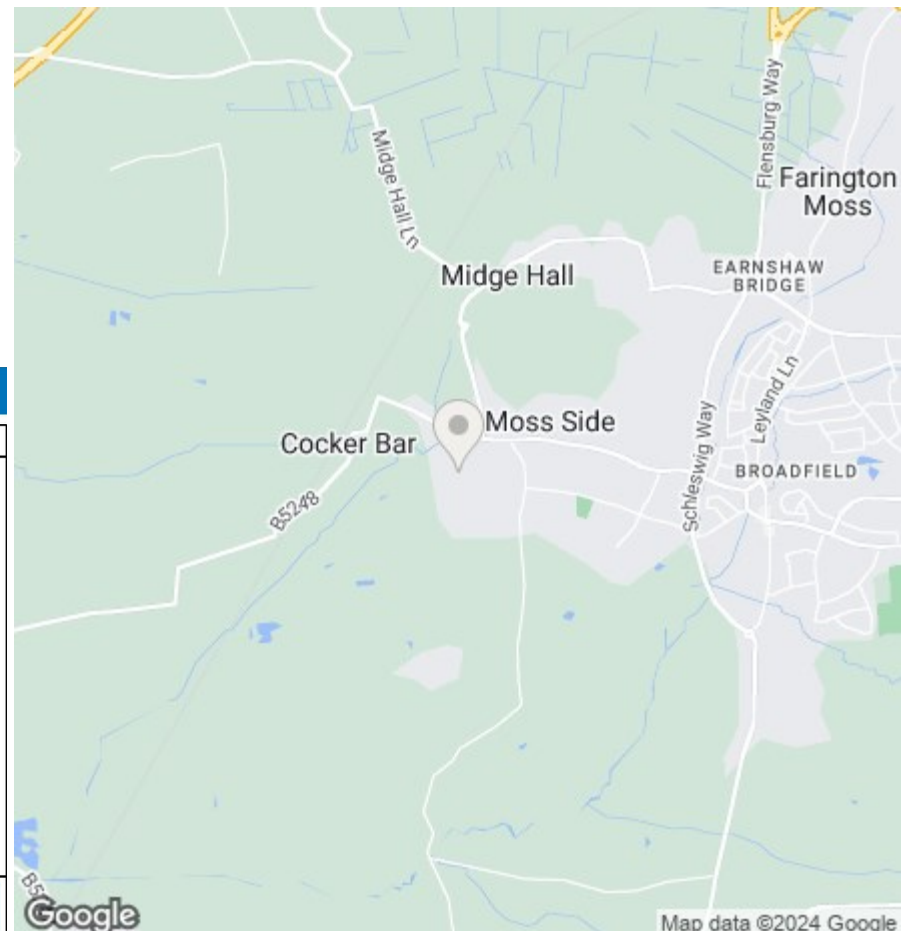 Flensburg Way
Farington
Moss
Midge Hall Ln
Midge Hall
EARNSHAW
BRIDGE
Leyland Ln
Moss Side
Cocker Bar
Schleswig Way
BROADFIELD
B5248
Google
Map data ©2024 Google